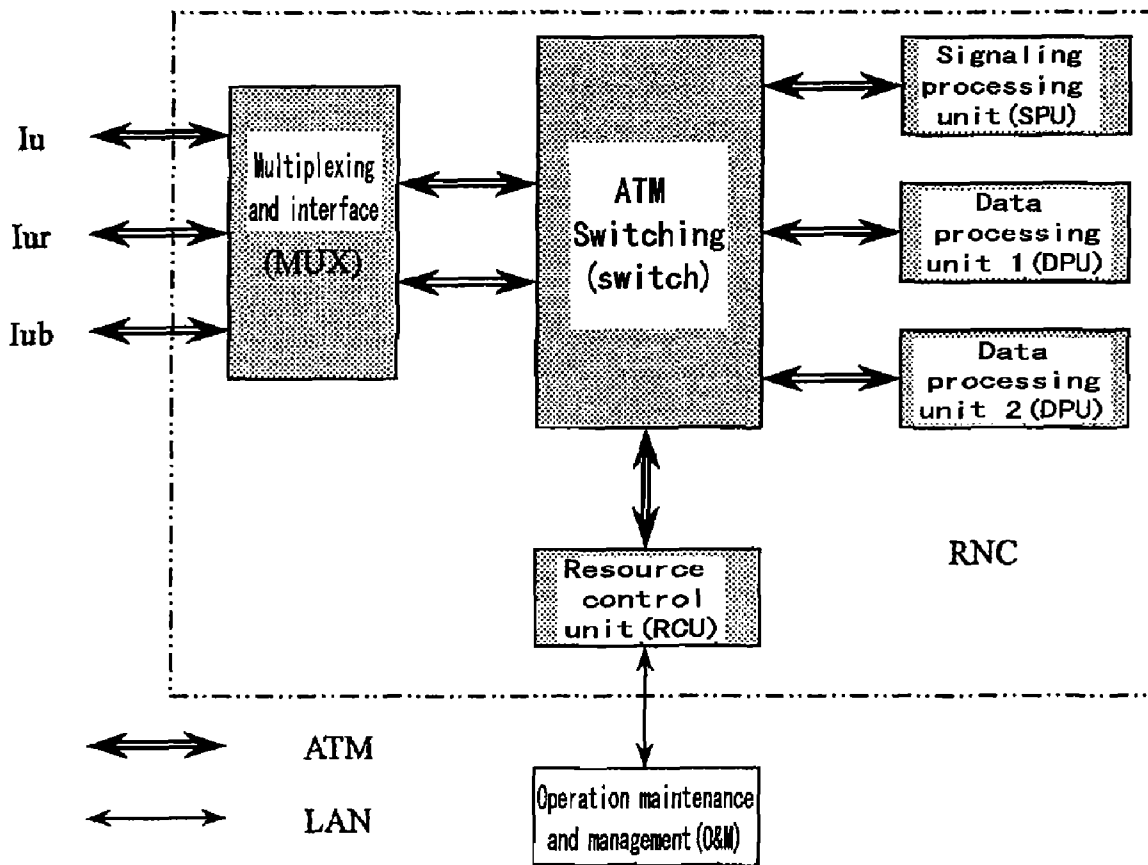 Signaling
processing
unit(SPU)
Iu
Multiplexing
and interface
(MUX)
Iur
Iub
ATM
Switching
(switch)
Data
processing
unit 1(DPU)
Data
processing
unit 2(DPU)
Resource
control
unit(RCU)
RNC
ATM
LAN
Operation maintenance
and management(O&M)